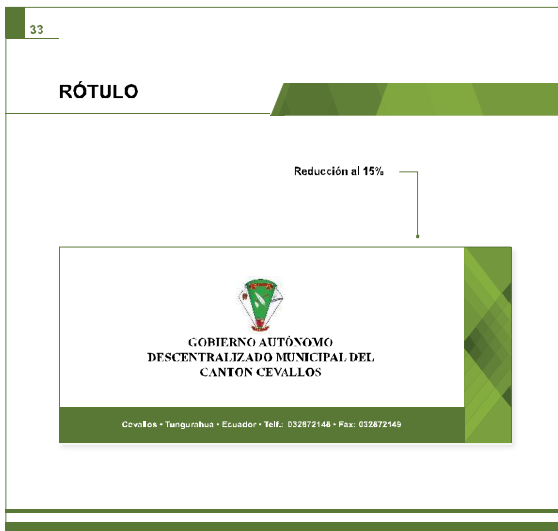 33
RÓTULO
Reducción al 15%
GOBIERNO AUTÓNOMO
DESCENTRALIZADO MUNICIPAL DEL
CANTON CEVALLOS
Cevallos • Tungurahua • Ecuador • Telf.: 032872148 • Fax: 032872149